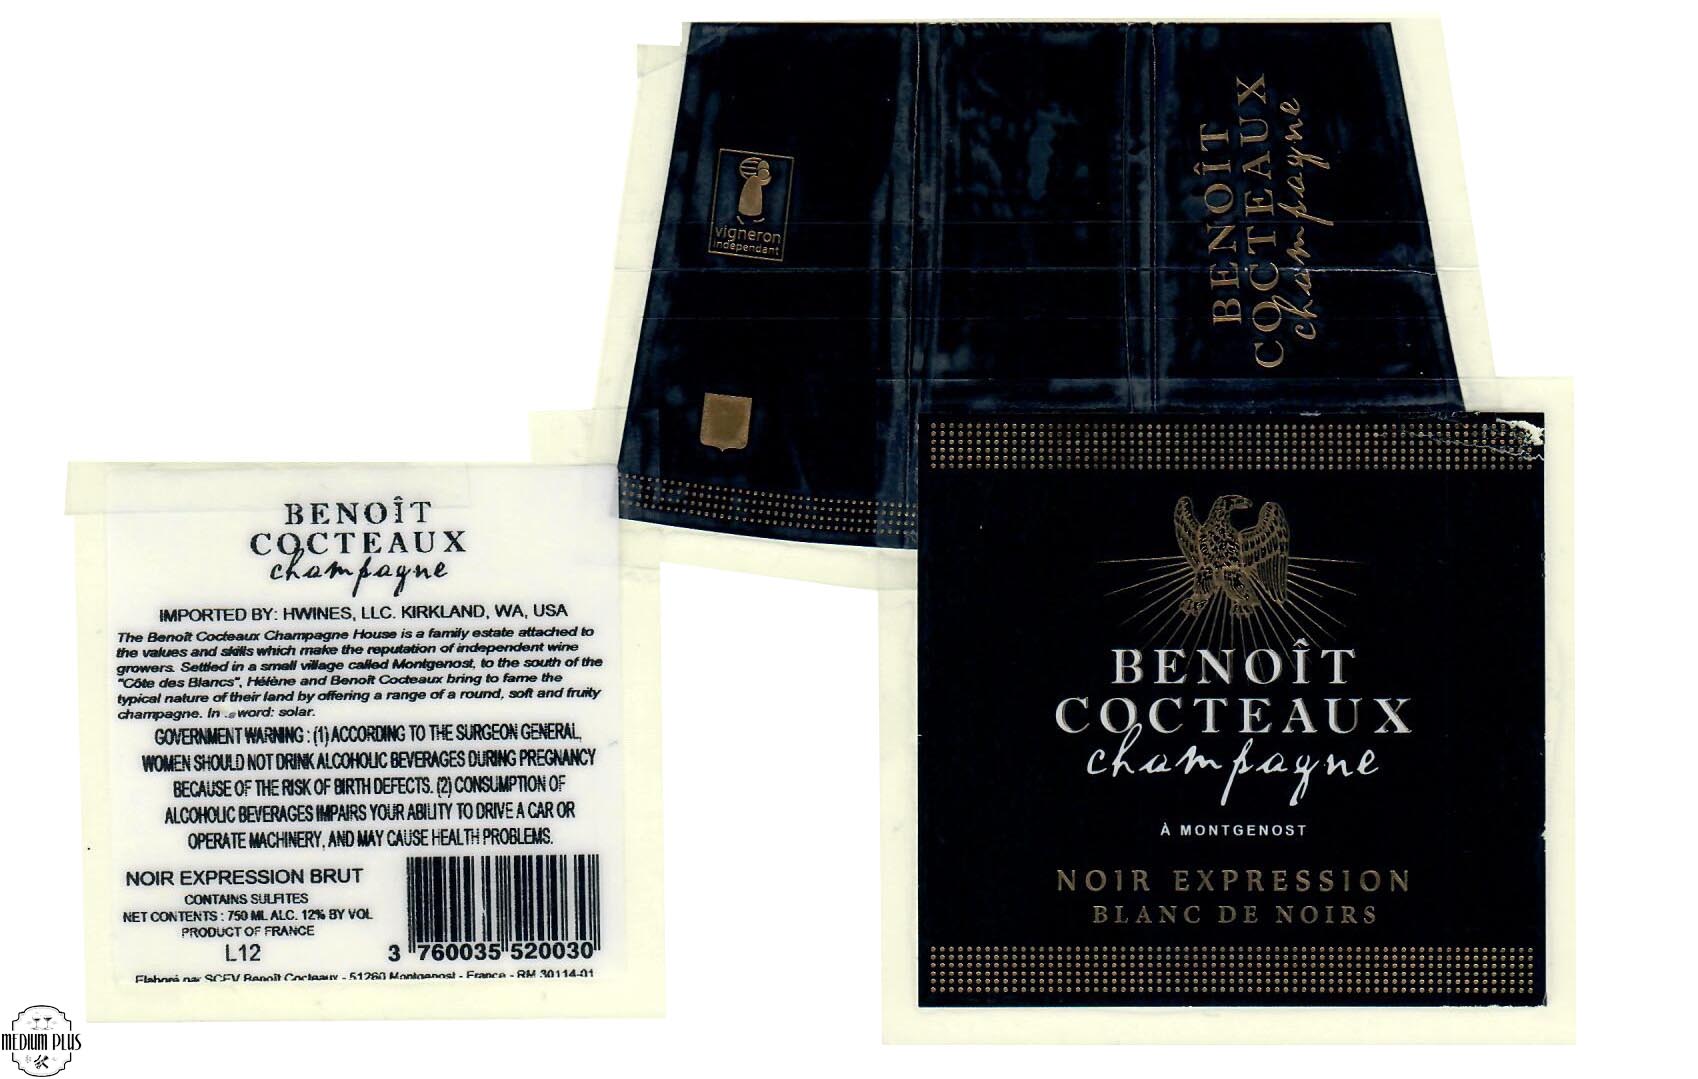 vigneron
indépendant
BENOÎT
COCTEAUX
champagne
BENOÎT
COCTEAUX
champagne
IMPORTED BY: HWINES, LLC. KIRKLAND, WA, USA
The Benoît Cocteaux Champagne House is a family estate attached to
the values and skills which make the reputation of independent wine
growers. Settled in a small village called Montgenost, to the south of the
"Côte des Blancs", Hélène and Benoît Cocteaux bring to fame the
typical nature of their land by offering a range of a round, soft and fruity
champagne. In word: solar.
GOVERNMENT WARNING : (1) ACCORDING TO THE SURGEON GENERAL,
WOMEN SHOULD NOT DRINK ALCOHOLIC BEVERAGES DURING PREGNANCY
BECAUSE OF THE RISK OF BIRTH DEFECTS. (2) CONSUMPTION OF
ALCOHOLIC BEVERAGES IMPAIRS YOUR ABILITY TO DRIVE A CAR OR
OPERATE MACHINERY, AND MAY CAUSE HEALTH PROBLEMS.
NOIR EXPRESSION BRUT
CONTAINS SULFITES
NET CONTENTS : 750 ML ALC. 12% BY VOL
PRODUCT OF FRANCE
L12
3 760035 520030
Elaboré par SCEV Benoît Cocteaux - 51260 Montgenost - France - RM 30114-01
BENOÎT
COCTEAUX
champagne
À MONTGENOST
NOIR EXPRESSION
BLANC DE NOIRS
MEDIUM PLUS